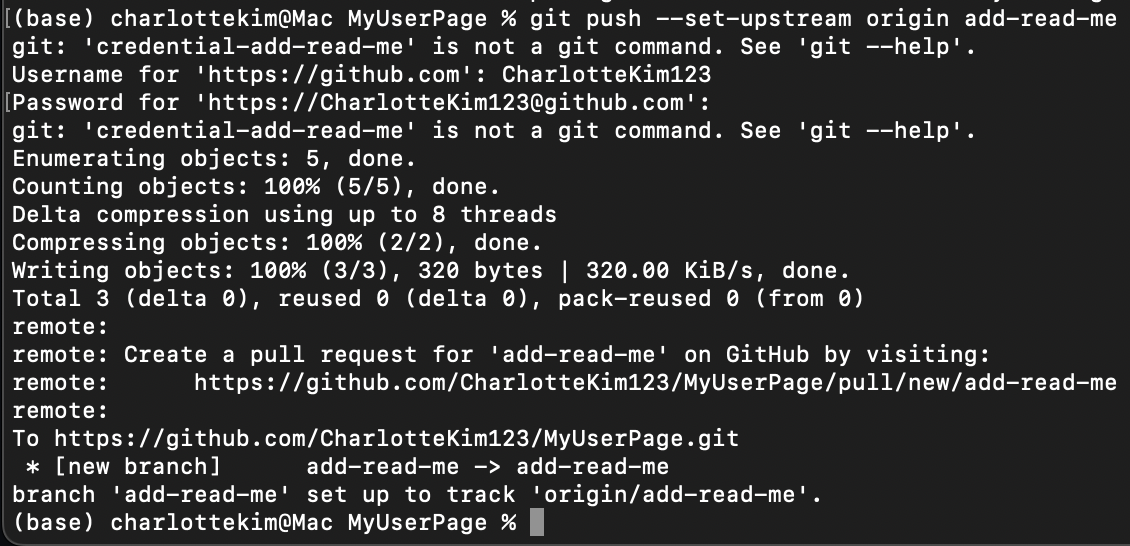 (base) charlottekim@Mac MyUserPage % git push --set-upstream origin add-read-me
git: 'credential-add-read-me' is not a git command. See 'git --help'.
Username for 'https://github.com': CharlotteKim123
Password for 'https://CharlotteKim123@github.com':
git: 'credential-add-read-me' is not a git command. See 'git --help'.
Enumerating objects: 5, done.
Counting objects: 100% (5/5), done.
Delta compression using up to 8 threads
Compressing objects: 100% (2/2), done.
Writing objects: 100% (3/3), 320 bytes | 320.00 KiB/s, done.
Total 3 (delta 0), reused 0 (delta 0), pack-reused 0 (from 0)
remote:
remote: Create a pull request for 'add-read-me' on GitHub by visiting:
remote:      https://github.com/CharlotteKim123/MyUserPage/pull/new/add-read-me
remote:
To https://github.com/CharlotteKim123/MyUserPage.git
 * [new branch]      add-read-me -> add-read-me
branch 'add-read-me' set up to track 'origin/add-read-me'.
(base) charlottekim@Mac MyUserPage %